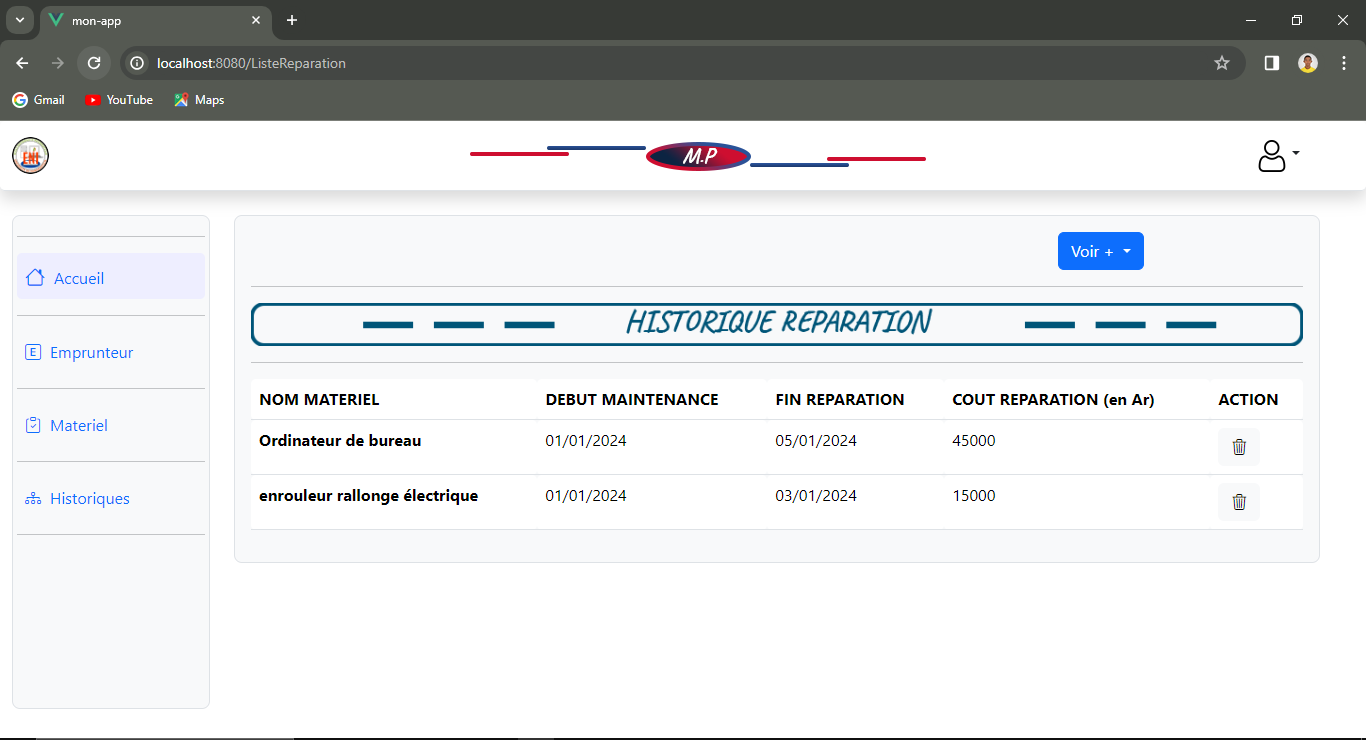 mon-app
localhost:8080/ListeReparation
Gmail YouTube Maps
M.P
Voir +
Accueil
Emprunteur
Materiel
Historiques
HISTORIQUE REPARATION
NOM MATERIEL DEBUT MAINTENANCE FIN REPARATION COUT REPARATION (en Ar) ACTION
Ordinateur de bureau 01/01/2024 05/01/2024 45000
enrouleur rallonge électrique 01/01/2024 03/01/2024 15000